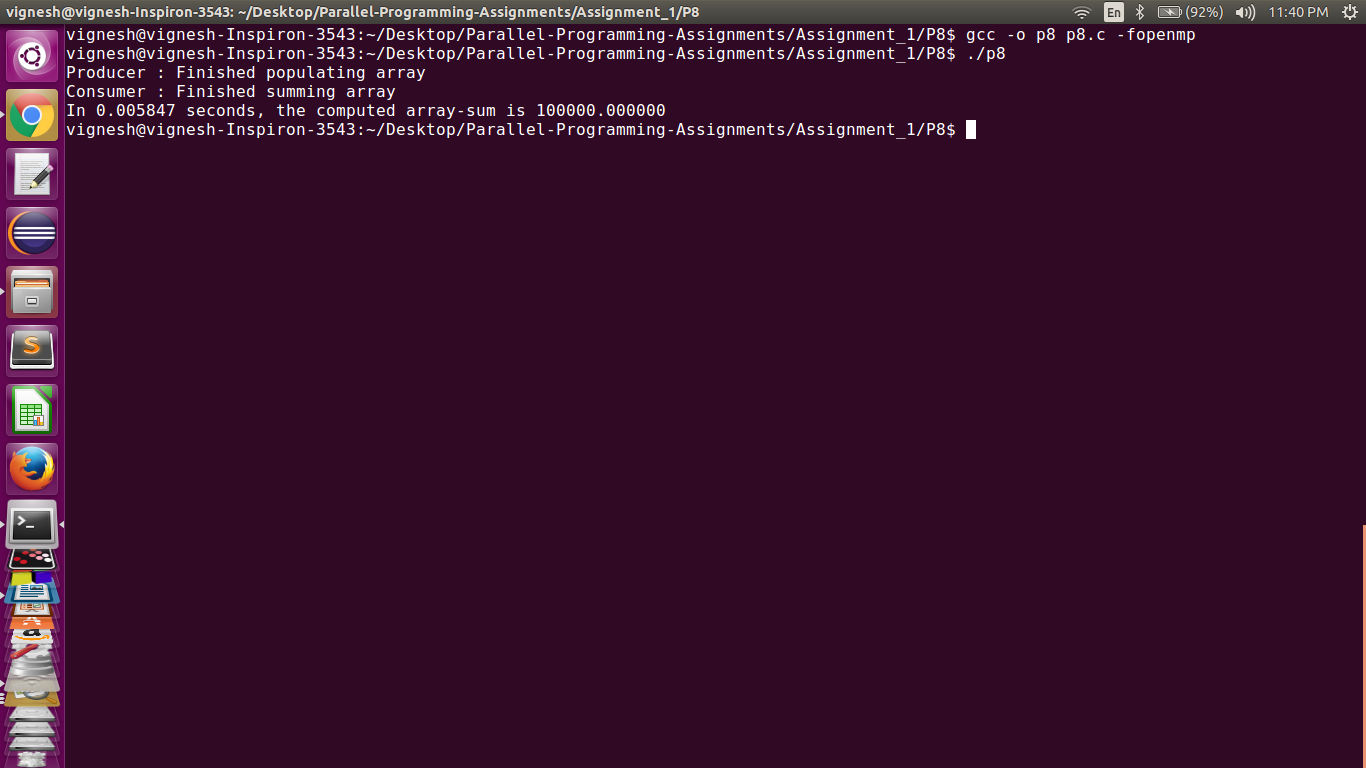 vignesh@vignesh-Inspiron-3543: ~/Desktop/Parallel-Programming-Assignments/Assignment_1/P8 En (92%) 11:40 PM
vignesh@vignesh-Inspiron-3543:~/Desktop/Parallel-Programming-Assignments/Assignment_1/P8$ gcc -o p8 p8.c -fopenmp
vignesh@vignesh-Inspiron-3543:~/Desktop/Parallel-Programming-Assignments/Assignment_1/P8$ ./p8
Producer : Finished populating array
Consumer : Finished summing array
In 0.005847 seconds, the computed array-sum is 100000.000000
vignesh@vignesh-Inspiron-3543:~/Desktop/Parallel-Programming-Assignments/Assignment_1/P8$
S
>_
a